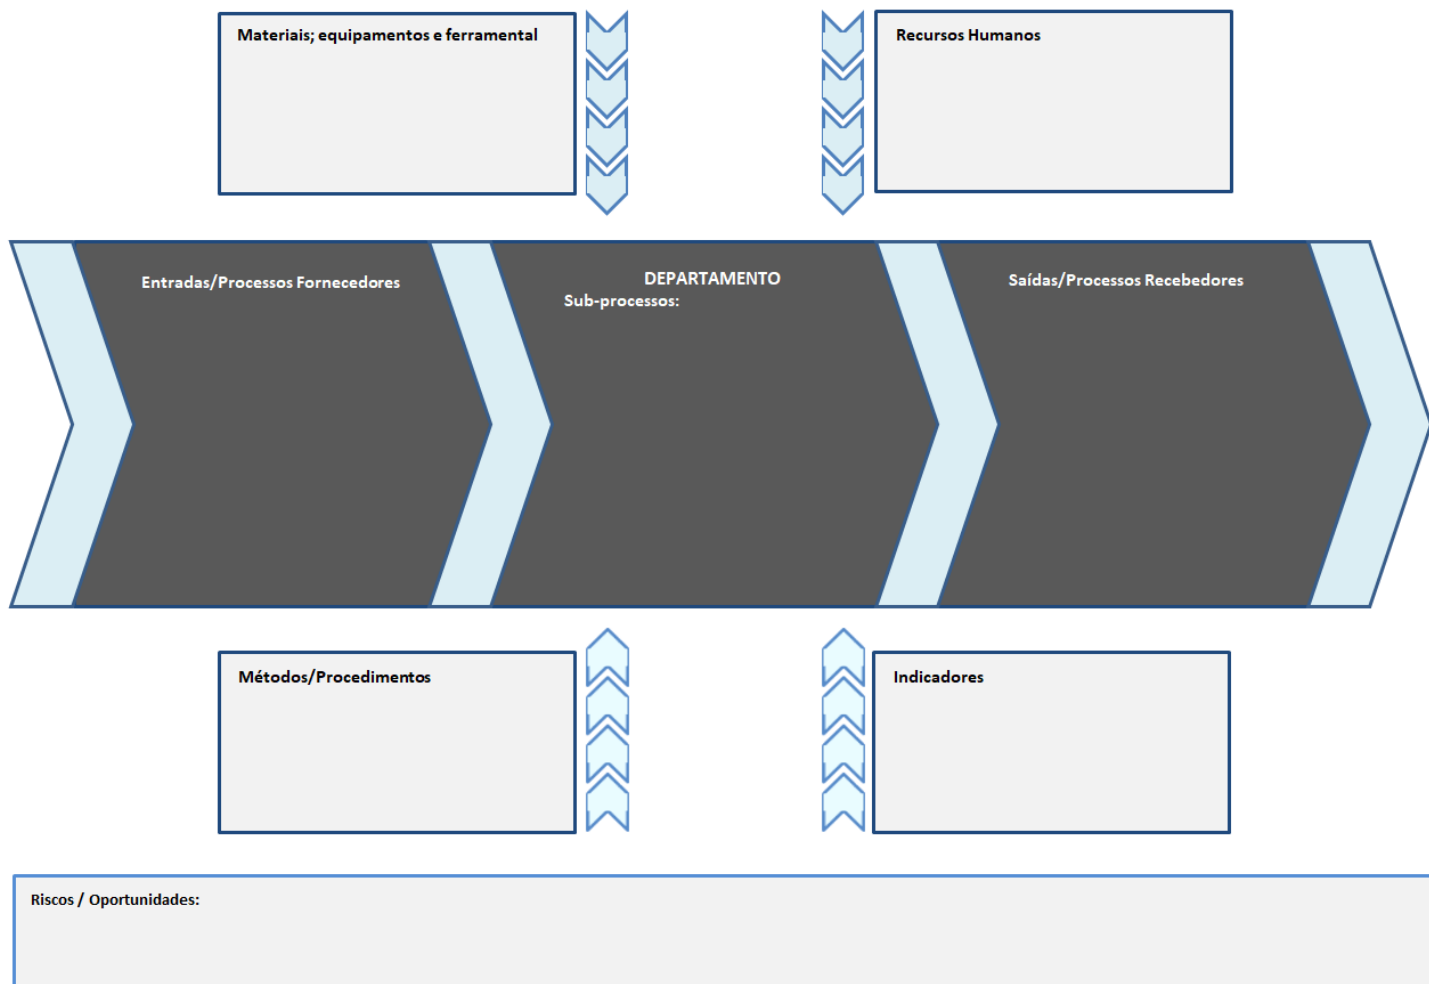 Materiais; equipamentos e ferramental
Recursos Humanos
Entradas/Processos Fornecedores
DEPARTAMENTO
Sub-processos:
Saídas/Processos Recebedores
Métodos/Procedimentos
Indicadores
Riscos / Oportunidades: